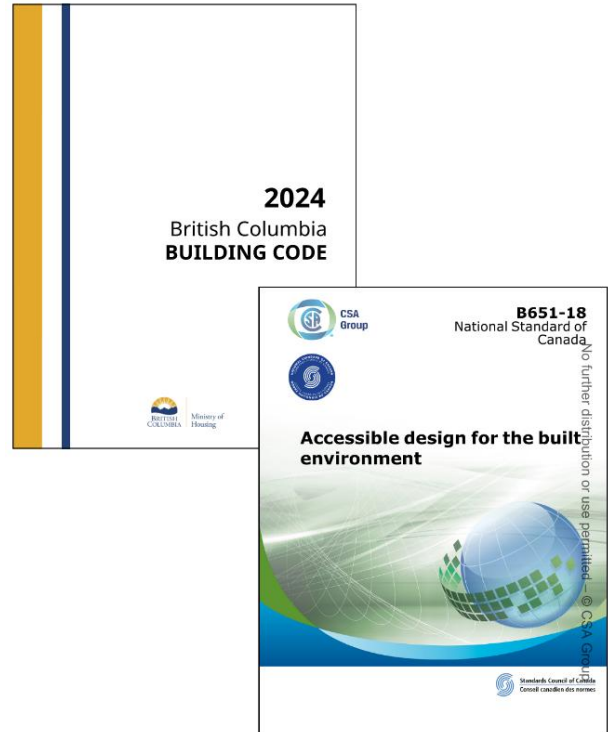 2024
British Columbia
BUILDING CODE
BRITISH
COLUMBIA
Ministry of
Housing
CSA
Group
B651-18
National Standard of
Canada
No further distribution or use permitted – © CSA Group
Accessible design for the built
environment
Standards Council of Canada
Conseil canadien des normes